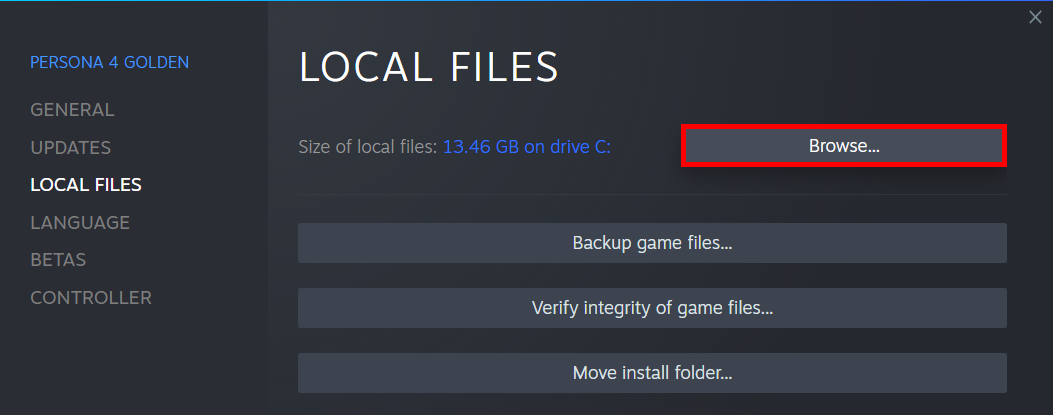 PERSONA 4 GOLDEN
GENERAL
UPDATES
LOCAL FILES
LANGUAGE
BETAS
CONTROLLER
LOCAL FILES
Size of local files: 13.46 GB on drive C:
Browse...
Backup game files...
Verify integrity of game files...
Move install folder...